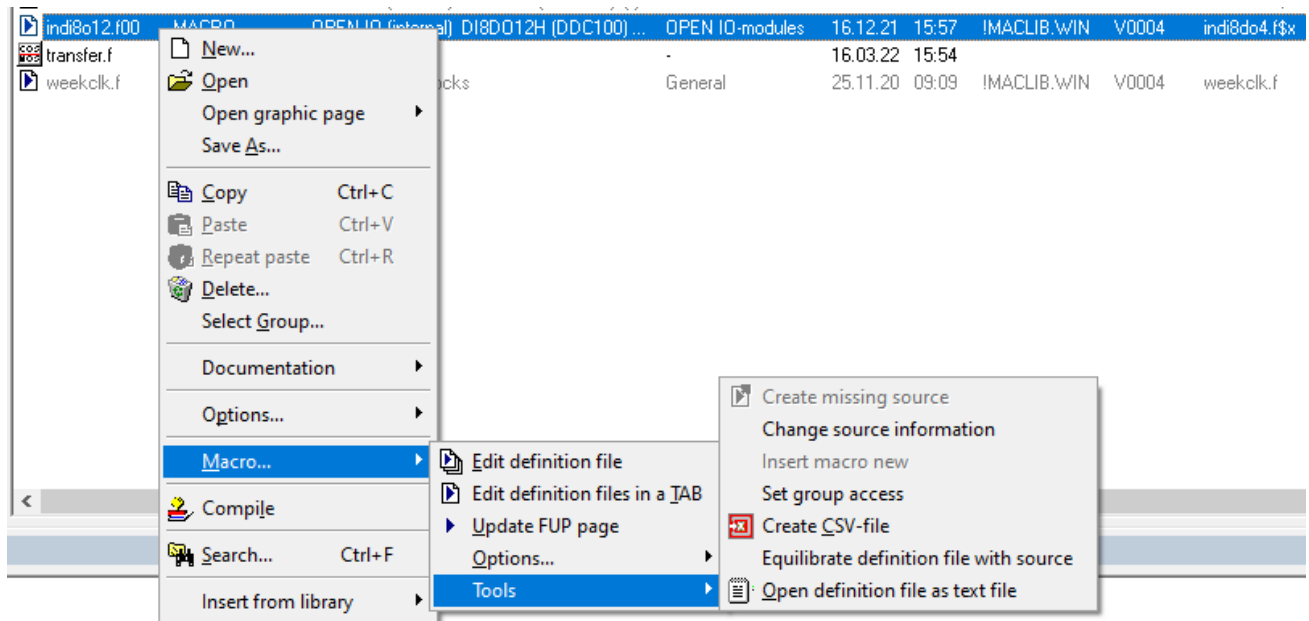 indi8o12.f00 MACRO OPEN IO (internal) DI8DO12H (DDC100) ... OPEN IO-modules 16.12.21 15:57 !MACLIB.WIN V0004 indi8do4.f$x
transfer.f - 16.03.22 15:54
weekclk.f ocks General 25.11.20 09:09 !MACLIB.WIN V0004 weekclk.f
New...
Open
Open graphic page
Save As...
Copy Ctrl+C
Paste Ctrl+V
Repeat paste Ctrl+R
Delete...
Select Group...
Documentation
Options...
Macro...
Compile
Search... Ctrl+F
Insert from library
Edit definition file
Edit definition files in a TAB
Update FUP page
Options...
Tools
Create missing source
Change source information
Insert macro new
Set group access
Create CSV-file
Equilibrate definition file with source
Open definition file as text file